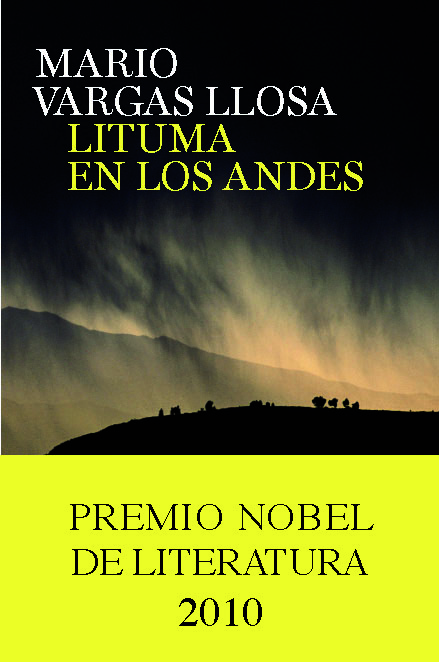 MARIO
VARGAS LLOSA
LITUMA
EN LOS ANDES
PREMIO NOBEL
DE LITERATURA
2010